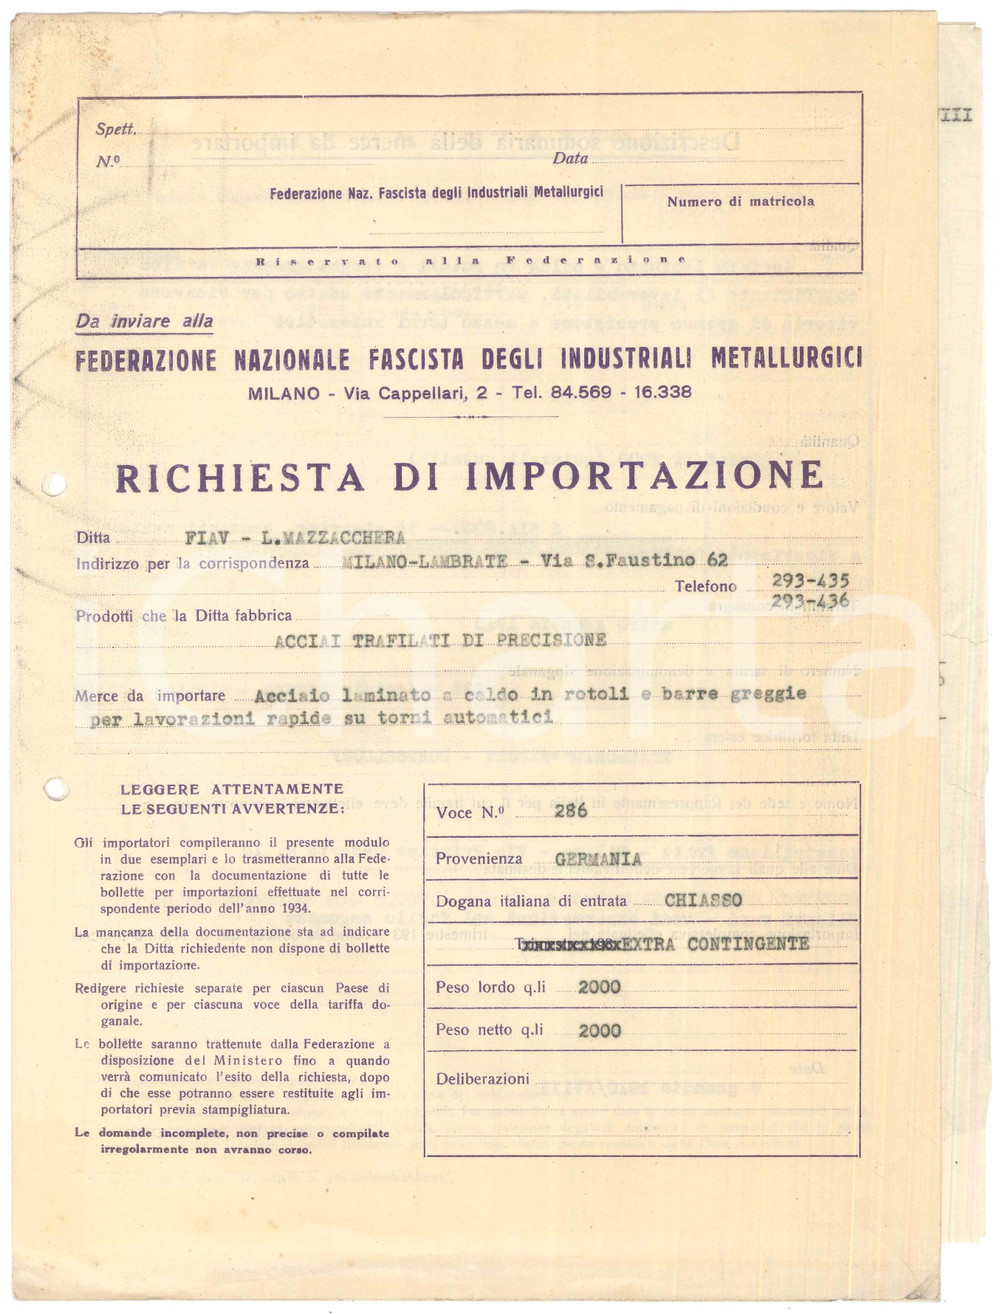 VIII
Spett.
N.º Data
Federazione Naz. Fascista degli Industriali Metallurgici
Numero di matricola
Riservato alla Federazione
Da inviare alla
FEDERAZIONE NAZIONALE FASCISTA DEGLI INDUSTRIALI METALLURGICI
MILANO - Via Cappellari, 2 - Tel. 84.569 - 16.338
RICHIESTA DI IMPORTAZIONE
Ditta FIAV - L.MAZZACCHERA
Indirizzo per la corrispondenza MILANO-LAMBRATE - Via S.Faustino 62
Telefono 293-435
293-436
Prodotti che la Ditta fabbrica
ACCIAI TRAFILATI DI PRECISIONE
Merce da importare Acciaio laminato a caldo in rotoli e barre greggie
per lavorazioni rapide su torni automatici
LEGGERE ATTENTAMENTE
LE SEGUENTI AVVERTENZE:
Gli importatori compileranno il presente modulo
in due esemplari e lo trasmetteranno alla Fede-
razione con la documentazione di tutte le
bollette per importazioni effettuate nel corri-
spondente periodo dell'anno 1934.
La mancanza della documentazione sta ad indicare
che la Ditta richiedente non dispone di bollette
di importazione.
Redigere richieste separate per ciascun Paese di
origine e per ciascuna voce della tariffa do-
ganale.
Le bollette saranno trattenute dalla Federazione a
disposizione del Ministero fino a quando
verrà comunicato l'esito della richiesta, dopo
di che esse potranno essere restituite agli im-
portatori previa stampigliatura.
Le domande incomplete, non precise o compilate
irregolarmente non avranno corso.
Voce N.º 286
Provenienza GERMANIA
Dogana italiana di entrata CHIASSO
EXTRA CONTINGENTE
Peso lordo q.li 2000
Peso netto q.li 2000
Deliberazioni